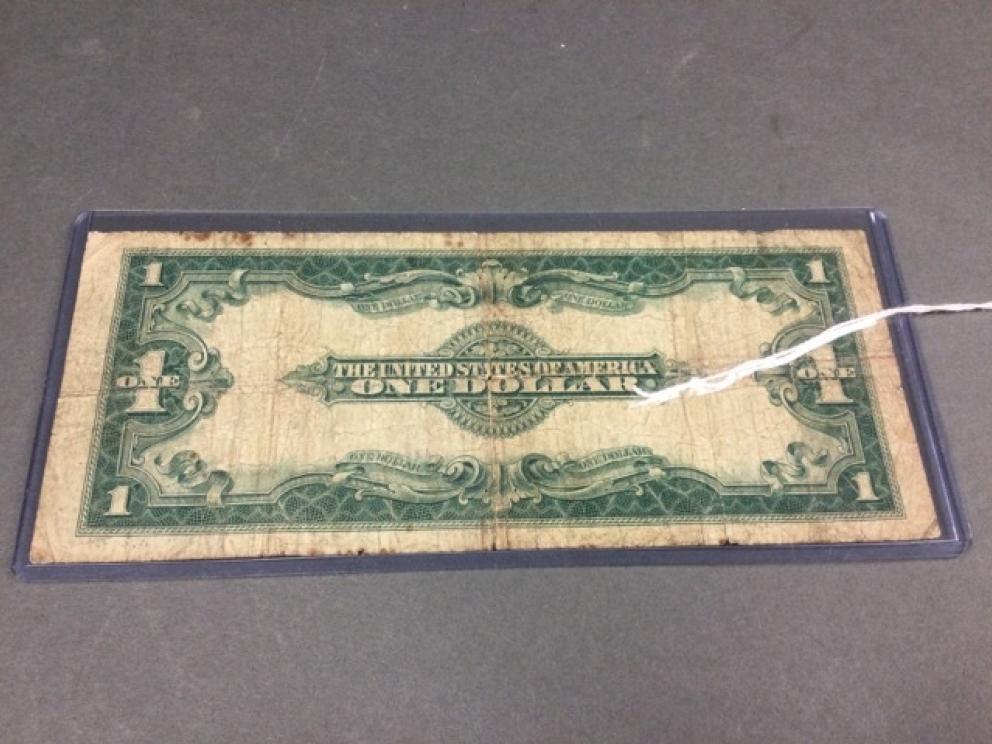 1 1
ONE DOLLAR ONE DOLLAR
THE UNITED STATES OF AMERICA
ONE ONE DOLLAR ONE
1 1
ONE DOLLAR ONE DOLLAR
1 1